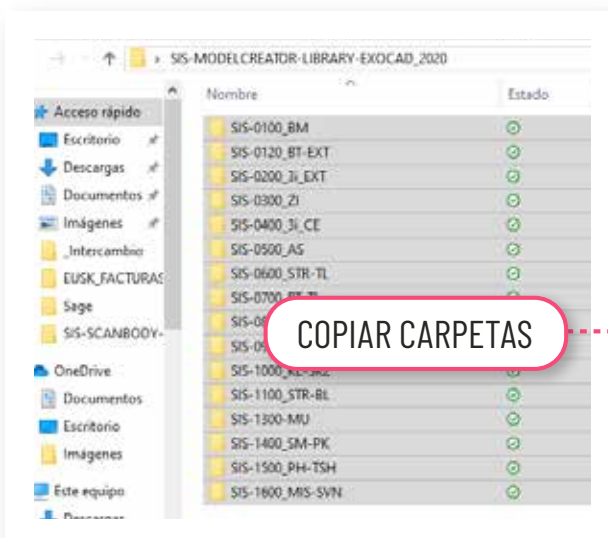 SIS-MODELCREATOR-LIBRARY-EXOCAD_2020
Nombre Estado
Acceso rápido
Escritorio
Descargas
Documentos
Imágenes
_Intercambio
EUSK_FACTURAS
Sage
SIS-SCANBODY-
OneDrive
Documentos
Escritorio
Imágenes
Este equipo
SIS-0100_BM
SIS-0120_BT-EXT
SIS-0200_3i_EXT
SIS-0300_ZI
SIS-0400_3i_CE
SIS-0500_AS
SIS-0600_STR-TL
COPIAR CARPETAS
SIS-1100_STR-BL
SIS-1300-MU
SIS-1400_SM-PK
SIS-1500_PH-TSH
SIS-1600_MIS-SVN